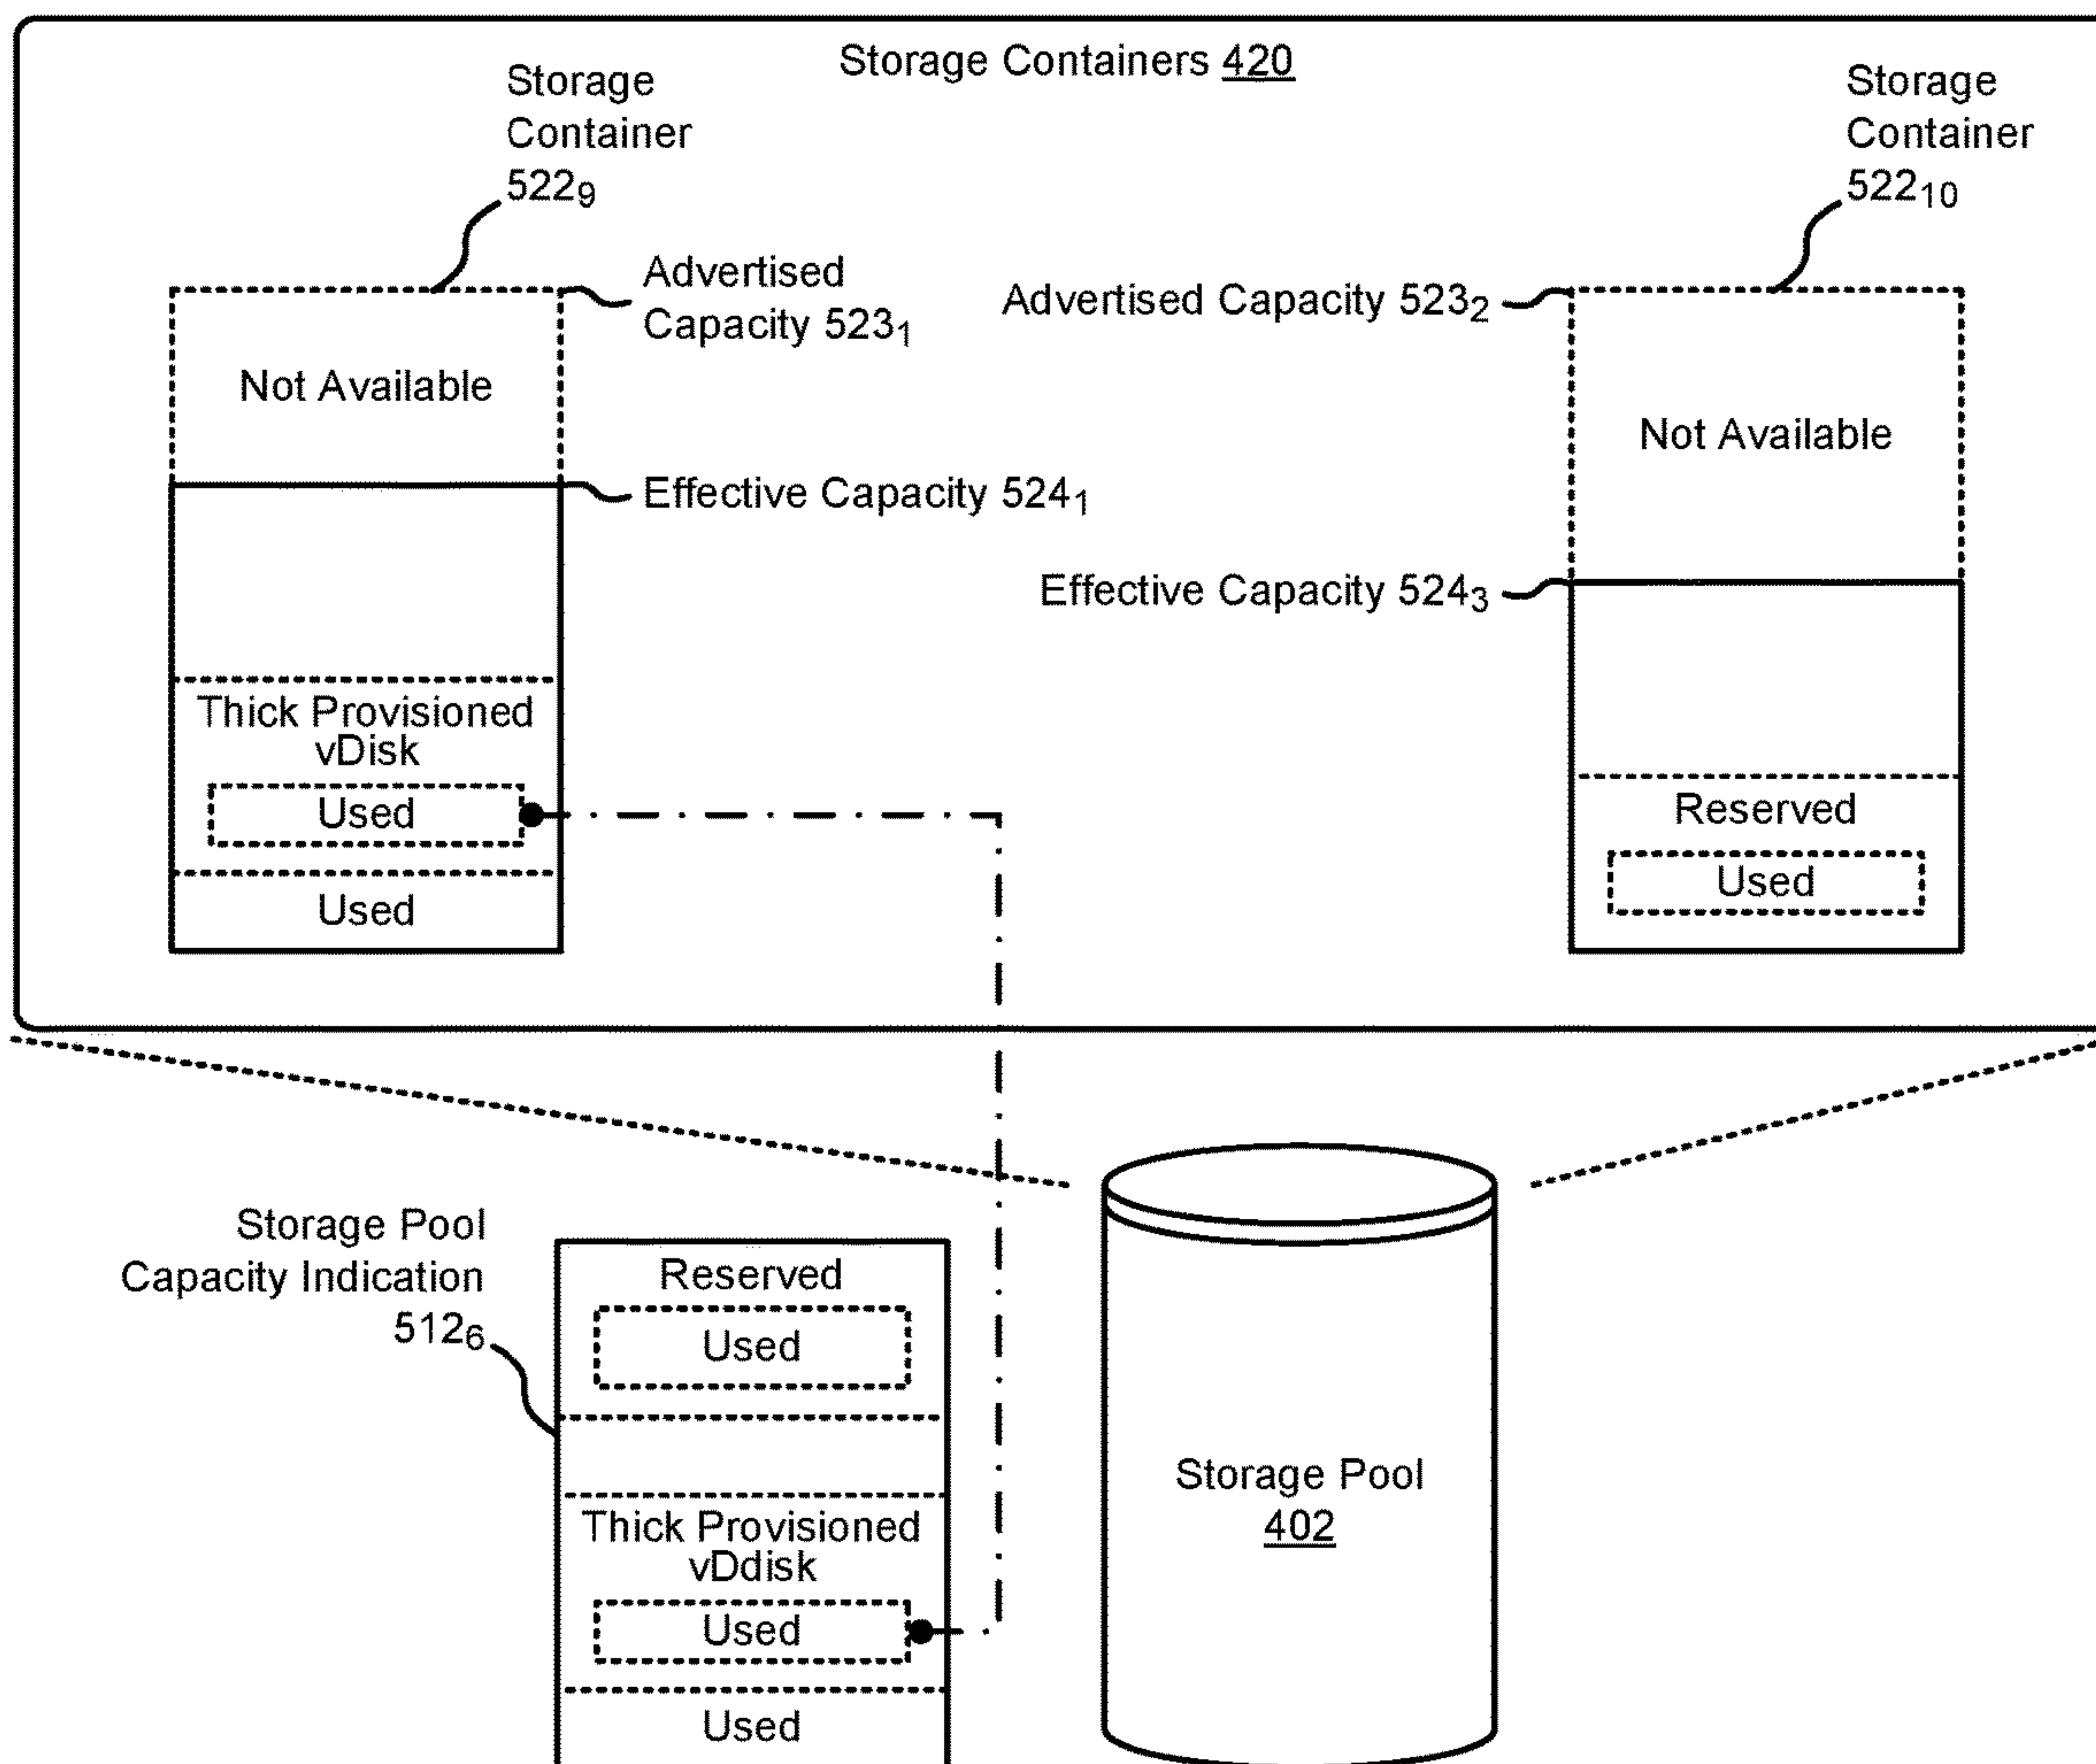 Storage Containers 420
Storage
Container
522₉
Storage
Container
522₁₀
Advertised
Capacity 523₁
Advertised Capacity 523₂
Not Available
Not Available
Effective Capacity 524₁
Effective Capacity 524₃
Thick Provisioned
vDisk
Used
Used
Reserved
Used
Storage Pool
Capacity Indication
512₆
Reserved
Used
Thick Provisioned
vDdisk
Used
Used
Storage Pool
402